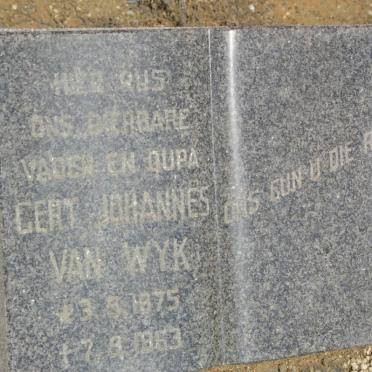 HIER RUS
ONS DIERBARE
VADER EN OUPA
GERT JOHANNES
VAN WYK
* 3.9.1875
† 7.9.1963
ONS GUN U DIE